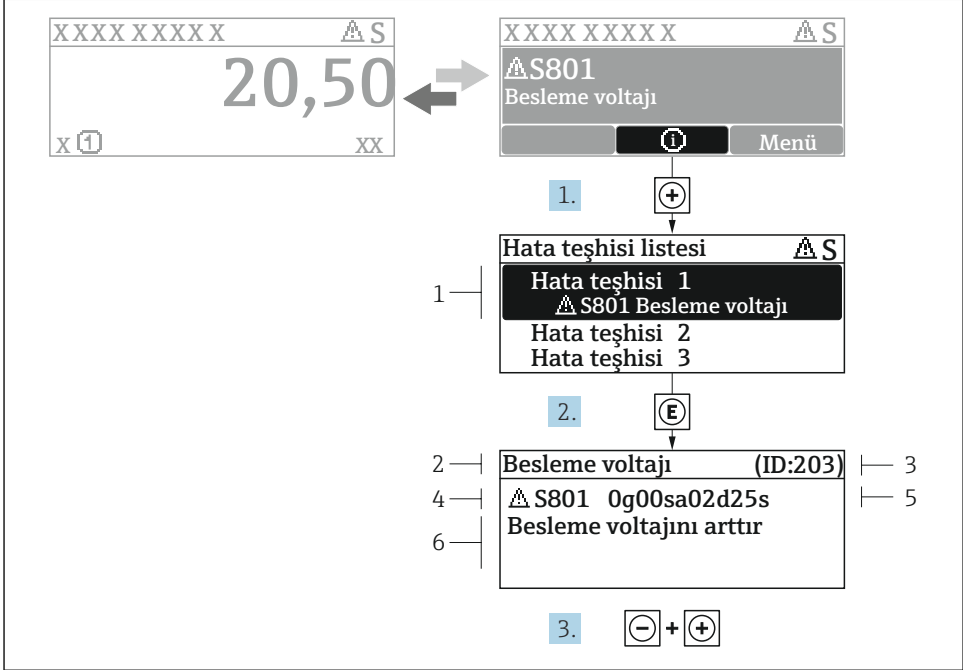 XXXX XXXXX ⚠ S
20,50
X 1 XX
XXXX XXXXX ⚠ S
⚠S801
Besleme voltajı
i Menü
1. +
Hata teşhisi listesi ⚠ S
1
Hata teşhisi 1
⚠ S801 Besleme voltajı
Hata teşhisi 2
Hata teşhisi 3
2. E
2 Besleme voltajı (ID:203) 3
4 ⚠ S801 0g00sa02d25s 5
6 Besleme voltajını arttır
3. - + +